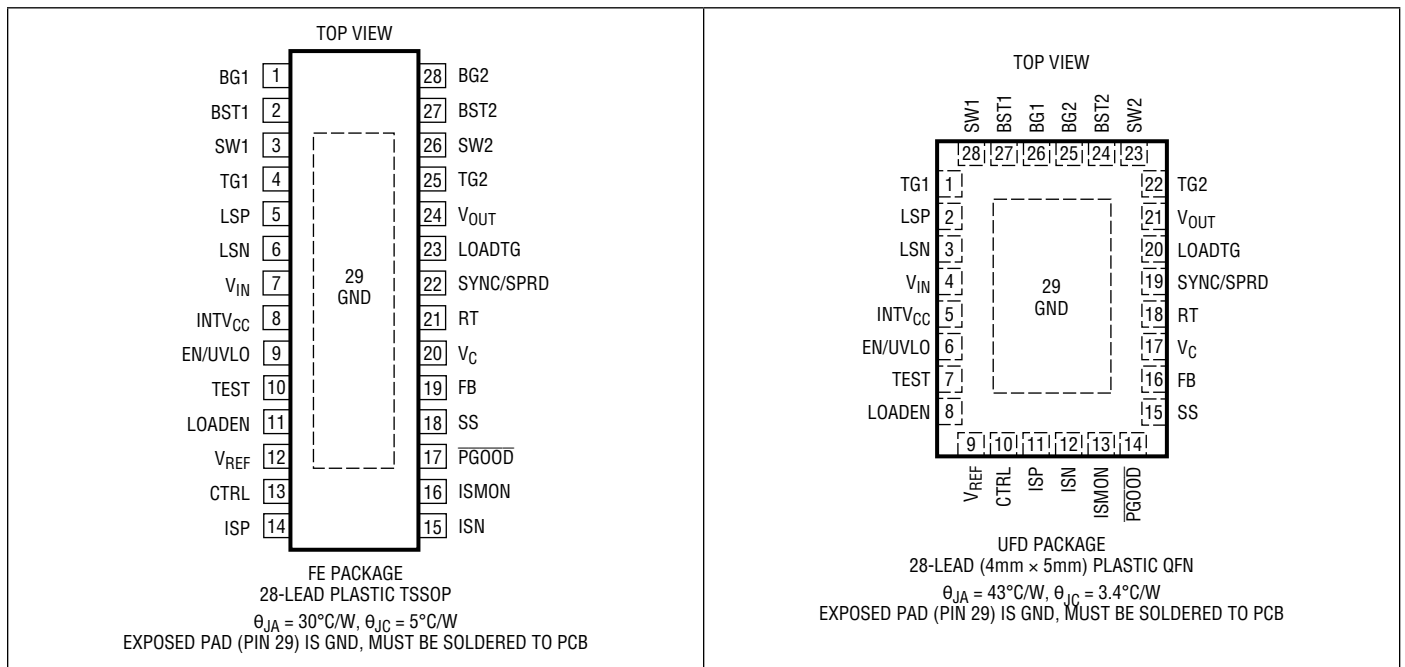 TOP VIEW
BG1 1
BST1 2
SW1 3
TG1 4
LSP 5
LSN 6
VIN 7
INTVCC 8
EN/UVLO 9
TEST 10
LOADEN 11
VREF 12
CTRL 13
ISP 14
28 BG2
27 BST2
26 SW2
25 TG2
24 VOUT
23 LOADTG
22 SYNC/SPRD
21 RT
20 VC
19 FB
18 SS
17 PGOOD
16 ISMON
15 ISN
29
GND
FE PACKAGE
28-LEAD PLASTIC TSSOP
θJA = 30°C/W, θJC = 5°C/W
EXPOSED PAD (PIN 29) IS GND, MUST BE SOLDERED TO PCB
TOP VIEW
SW1 BST1 BG1 BG2 BST2 SW2
28 27 26 25 24 23
TG1 1
LSP 2
LSN 3
VIN 4
INTVCC 5
EN/UVLO 6
TEST 7
LOADEN 8
22 TG2
21 VOUT
20 LOADTG
19 SYNC/SPRD
18 RT
17 VC
16 FB
15 SS
29
GND
9 10 11 12 13 14
VREF CTRL ISP ISN ISMON PGOOD
UFD PACKAGE
28-LEAD (4mm × 5mm) PLASTIC QFN
θJA = 43°C/W, θJC = 3.4°C/W
EXPOSED PAD (PIN 29) IS GND, MUST BE SOLDERED TO PCB